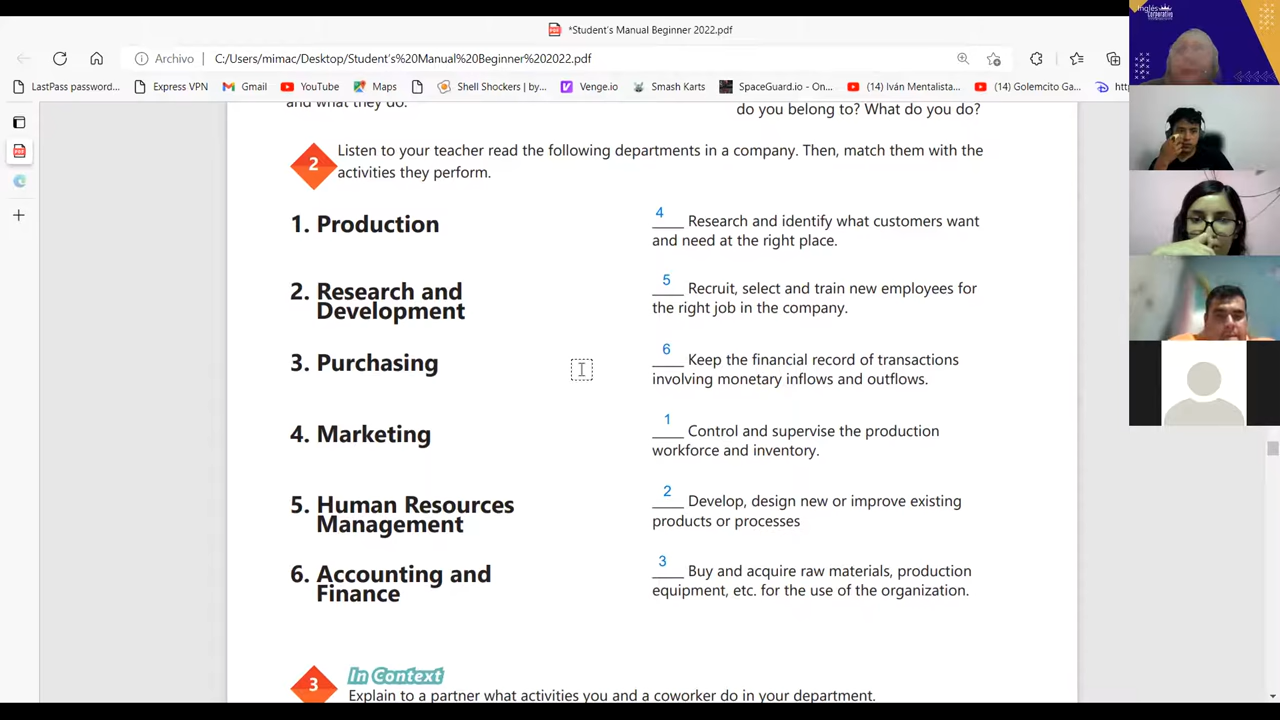 *Student's Manual Beginner 2022.pdf
Archivo
C:/Users/mimac/Desktop/Student's%20Manual%20Beginner%202022.pdf
LastPass password...
Express VPN
Gmail
YouTube
Maps
Shell Shockers | by...
Venge.io
Smash Karts
SpaceGuard.io - On...
(14) Iván Mentalista...
(14) Golemcito Ga...
Inglés
Corporativo
and what they do.
do you belong to? What do you do?
2
Listen to your teacher read the following departments in a company. Then, match them with the
activities they perform.
1. Production
4
Research and identify what customers want
and need at the right place.
2. Research and
Development
5
Recruit, select and train new employees for
the right job in the company.
3. Purchasing
6
Keep the financial record of transactions
involving monetary inflows and outflows.
4. Marketing
1
Control and supervise the production
workforce and inventory.
5. Human Resources
Management
2
Develop, design new or improve existing
products or processes
6. Accounting and
Finance
3
Buy and acquire raw materials, production
equipment, etc. for the use of the organization.
3
In Context
Explain to a partner what activities you and a coworker do in your department.